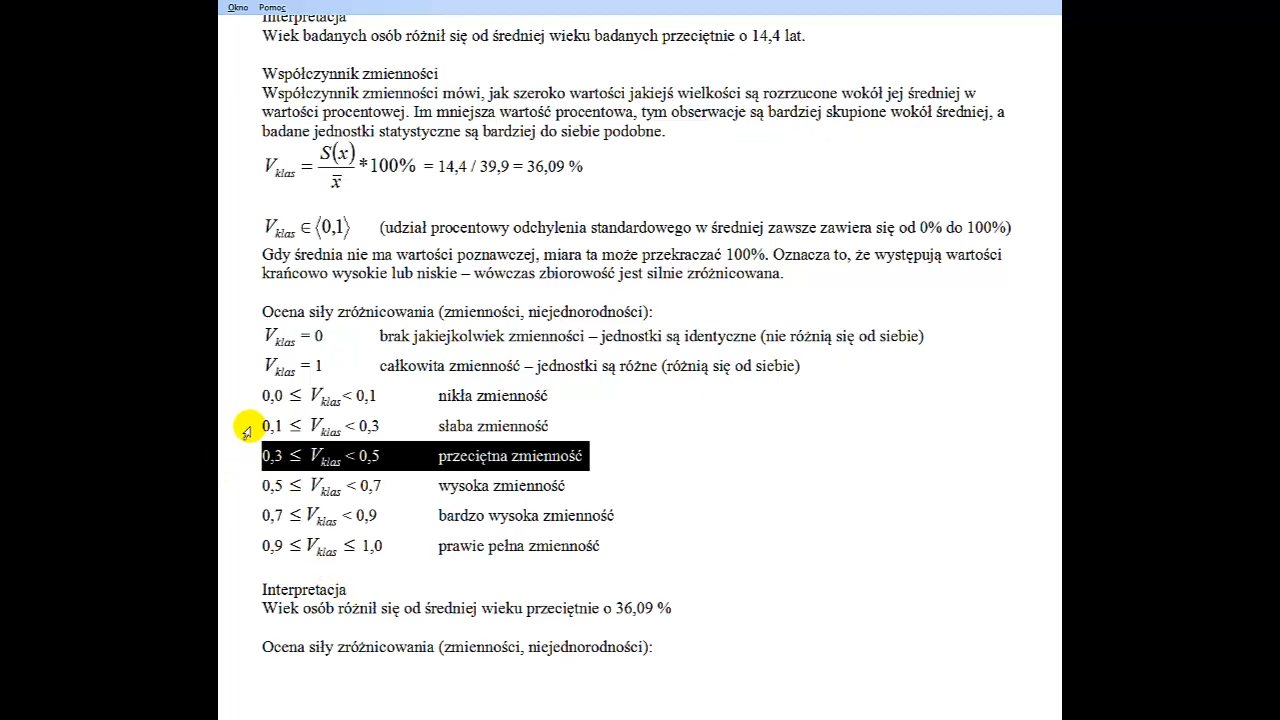 Okno Pomoc
Interpretacja
Wiek badanych osób różnił się od średniej wieku badanych przeciętnie o 14,4 lat.
Współczynnik zmienności
Współczynnik zmienności mówi, jak szeroko wartości jakiejś wielkości są rozrzucone wokół jej średniej w
wartości procentowej. Im mniejsza wartość procentowa, tym obserwacje są bardziej skupione wokół średniej, a
badane jednostki statystyczne są bardziej do siebie podobne.
V_klas = S(x) / x̄ * 100% = 14,4 / 39,9 = 36,09 %
V_klas ∈ ⟨0,1⟩ (udział procentowy odchylenia standardowego w średniej zawsze zawiera się od 0% do 100%)
Gdy średnia nie ma wartości poznawczej, miara ta może przekraczać 100%. Oznacza to, że występują wartości
krańcowo wysokie lub niskie – wówczas zbiorowość jest silnie zróżnicowana.
Ocena siły zróżnicowania (zmienności, niejednorodności):
V_klas = 0 brak jakiejkolwiek zmienności – jednostki są identyczne (nie różnią się od siebie)
V_klas = 1 całkowita zmienność – jednostki są różne (różnią się od siebie)
0,0 ≤ V_klas < 0,1 nikła zmienność
0,1 ≤ V_klas < 0,3 słaba zmienność
0,3 ≤ V_klas < 0,5 przeciętna zmienność
0,5 ≤ V_klas < 0,7 wysoka zmienność
0,7 ≤ V_klas < 0,9 bardzo wysoka zmienność
0,9 ≤ V_klas ≤ 1,0 prawie pełna zmienność
Interpretacja
Wiek osób różnił się od średniej wieku przeciętnie o 36,09 %
Ocena siły zróżnicowania (zmienności, niejednorodności):